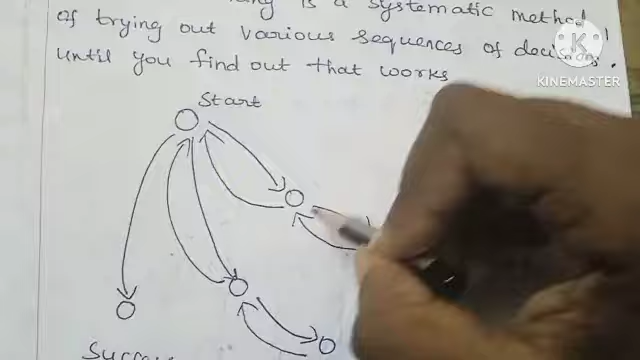 is a systematic method
of trying out various sequences of decisions.
until you find out that works
Start
K
KINEMASTER